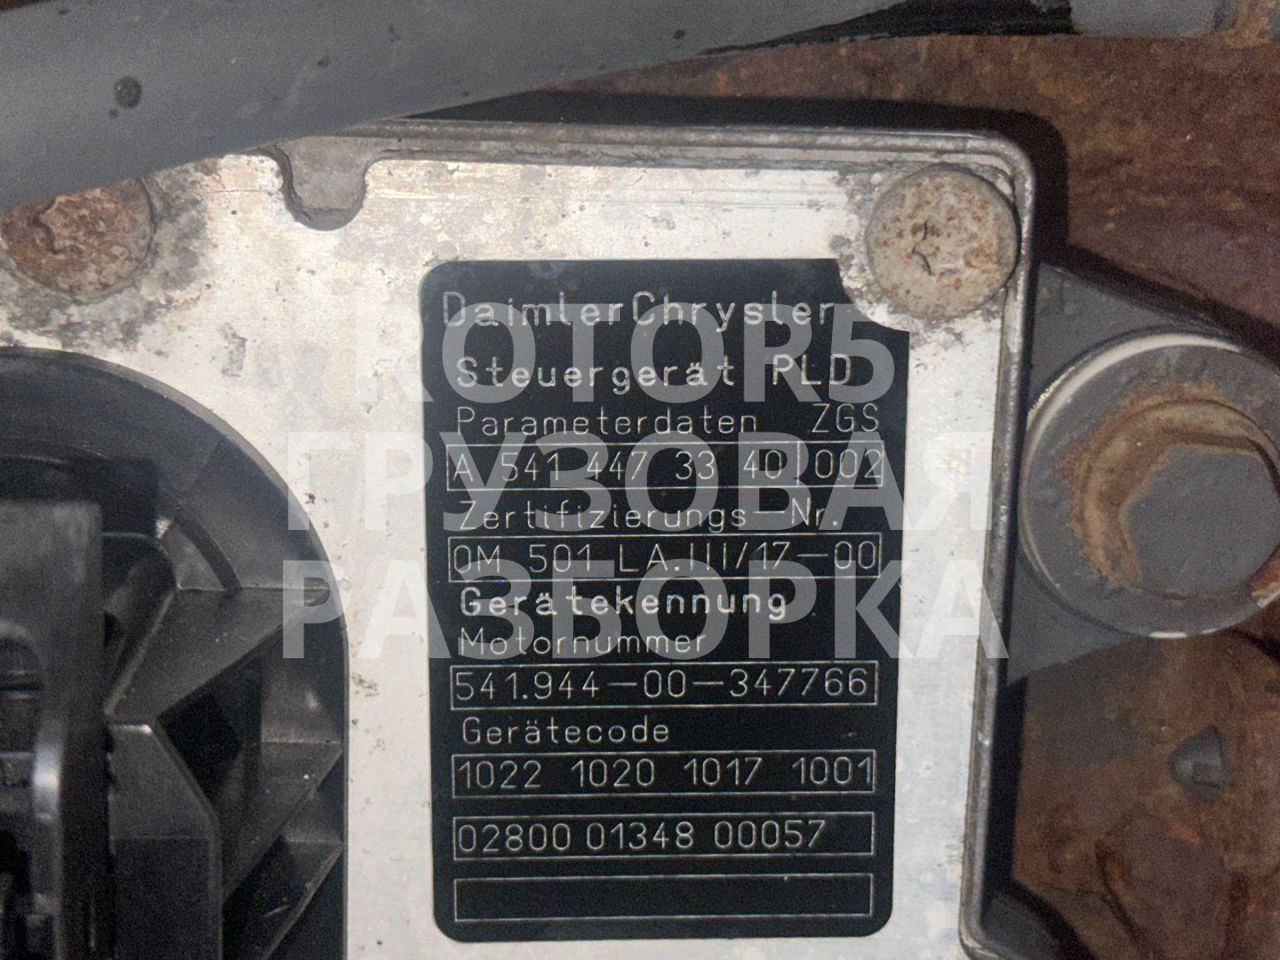 DaimlerChrysler
Steuergerät PLD
Parameterdaten ZGS
A 541 447 33 40 002
Zertifizierungs-Nr.
OM 501 LA.III/17-00
Gerätekennung
Motornummer
541.944-00-347766
Gerätecode
1022 1020 1017 1001
02800 01348 00057
ROTOR5
ГРУЗОВАЯ
РАЗБОРКА